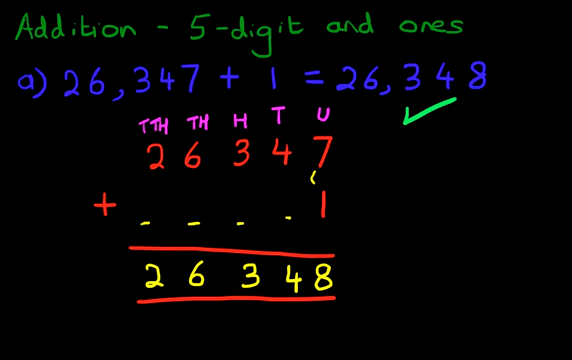 Addition - 5-digit and ones
a) 26,347 + 1 = 26,348
TTH TH H T U
2 6 3 4 7
+ - - - - 1
2 6 3 4 8